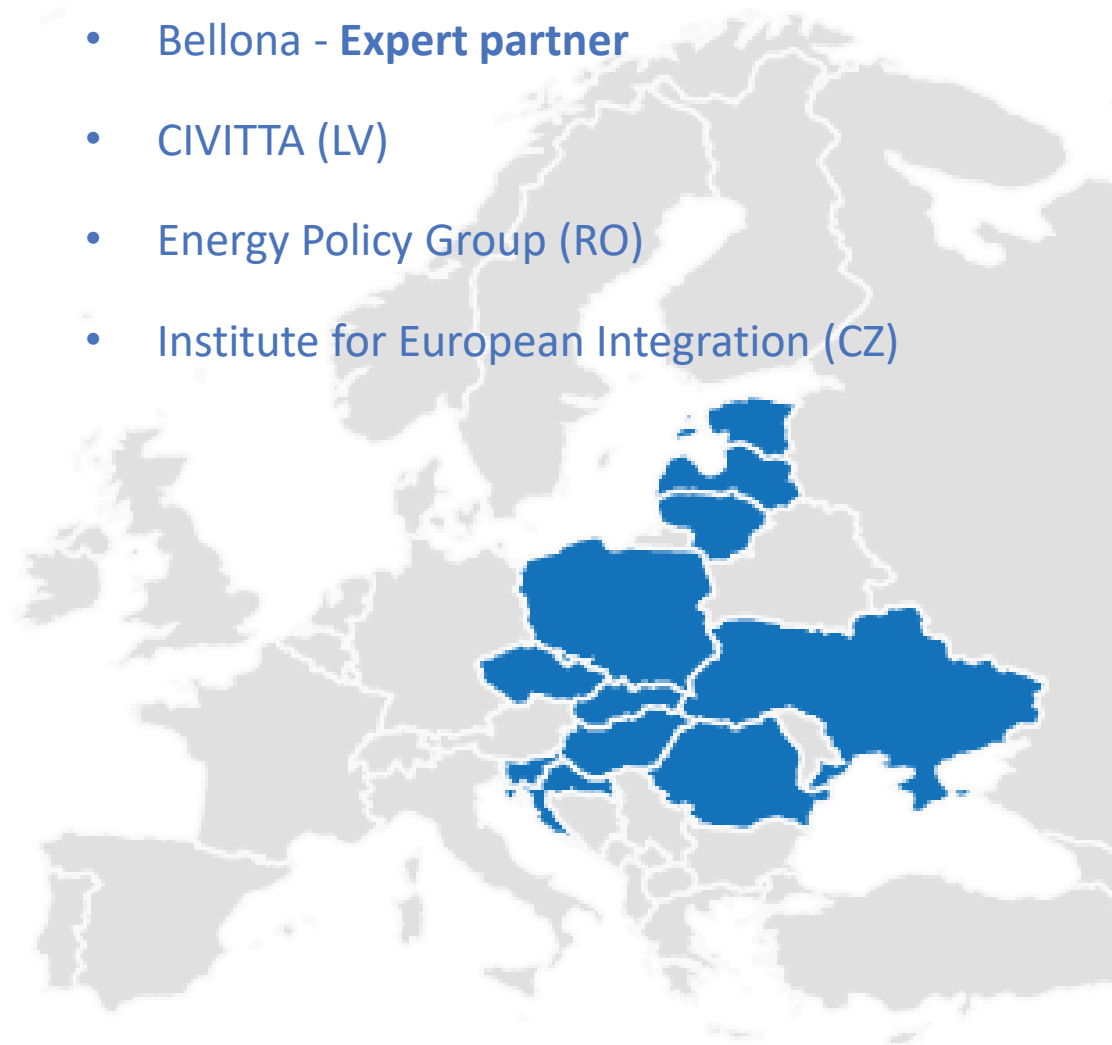 • Bellona - Expert partner
• CIVITTA (LV)
• Energy Policy Group (RO)
• Institute for European Integration (CZ)